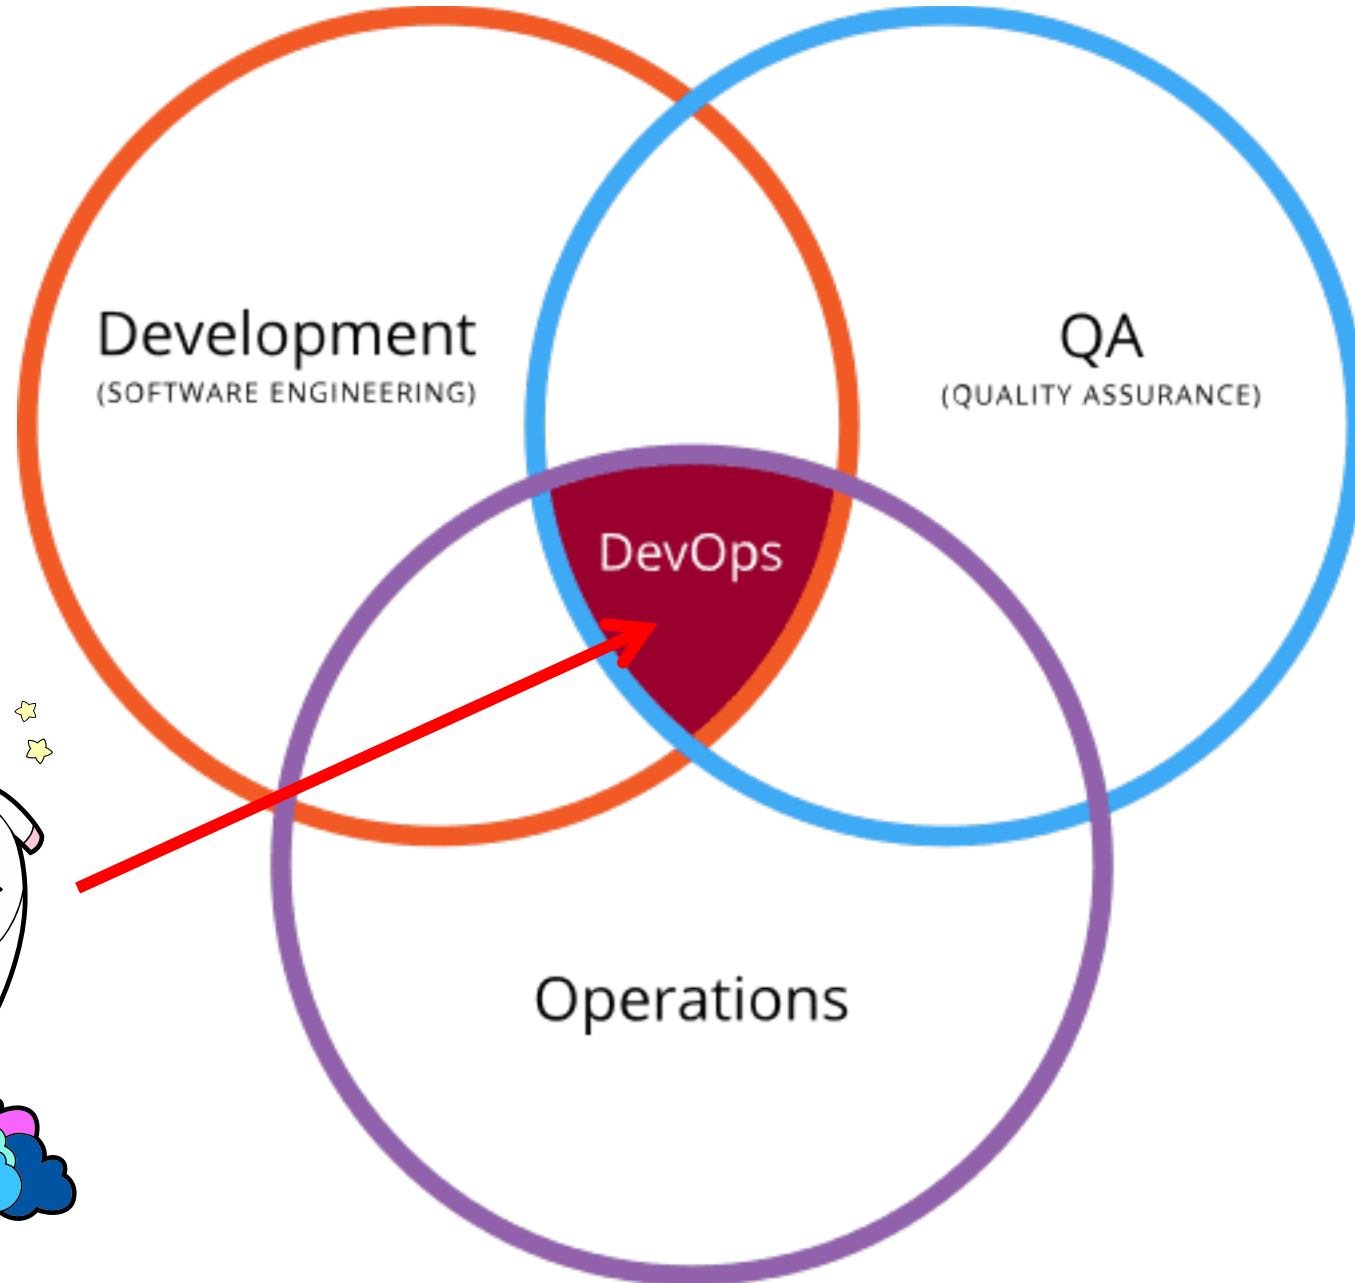 Development
(SOFTWARE ENGINEERING)
QA
(QUALITY ASSURANCE)
DevOps
Operations